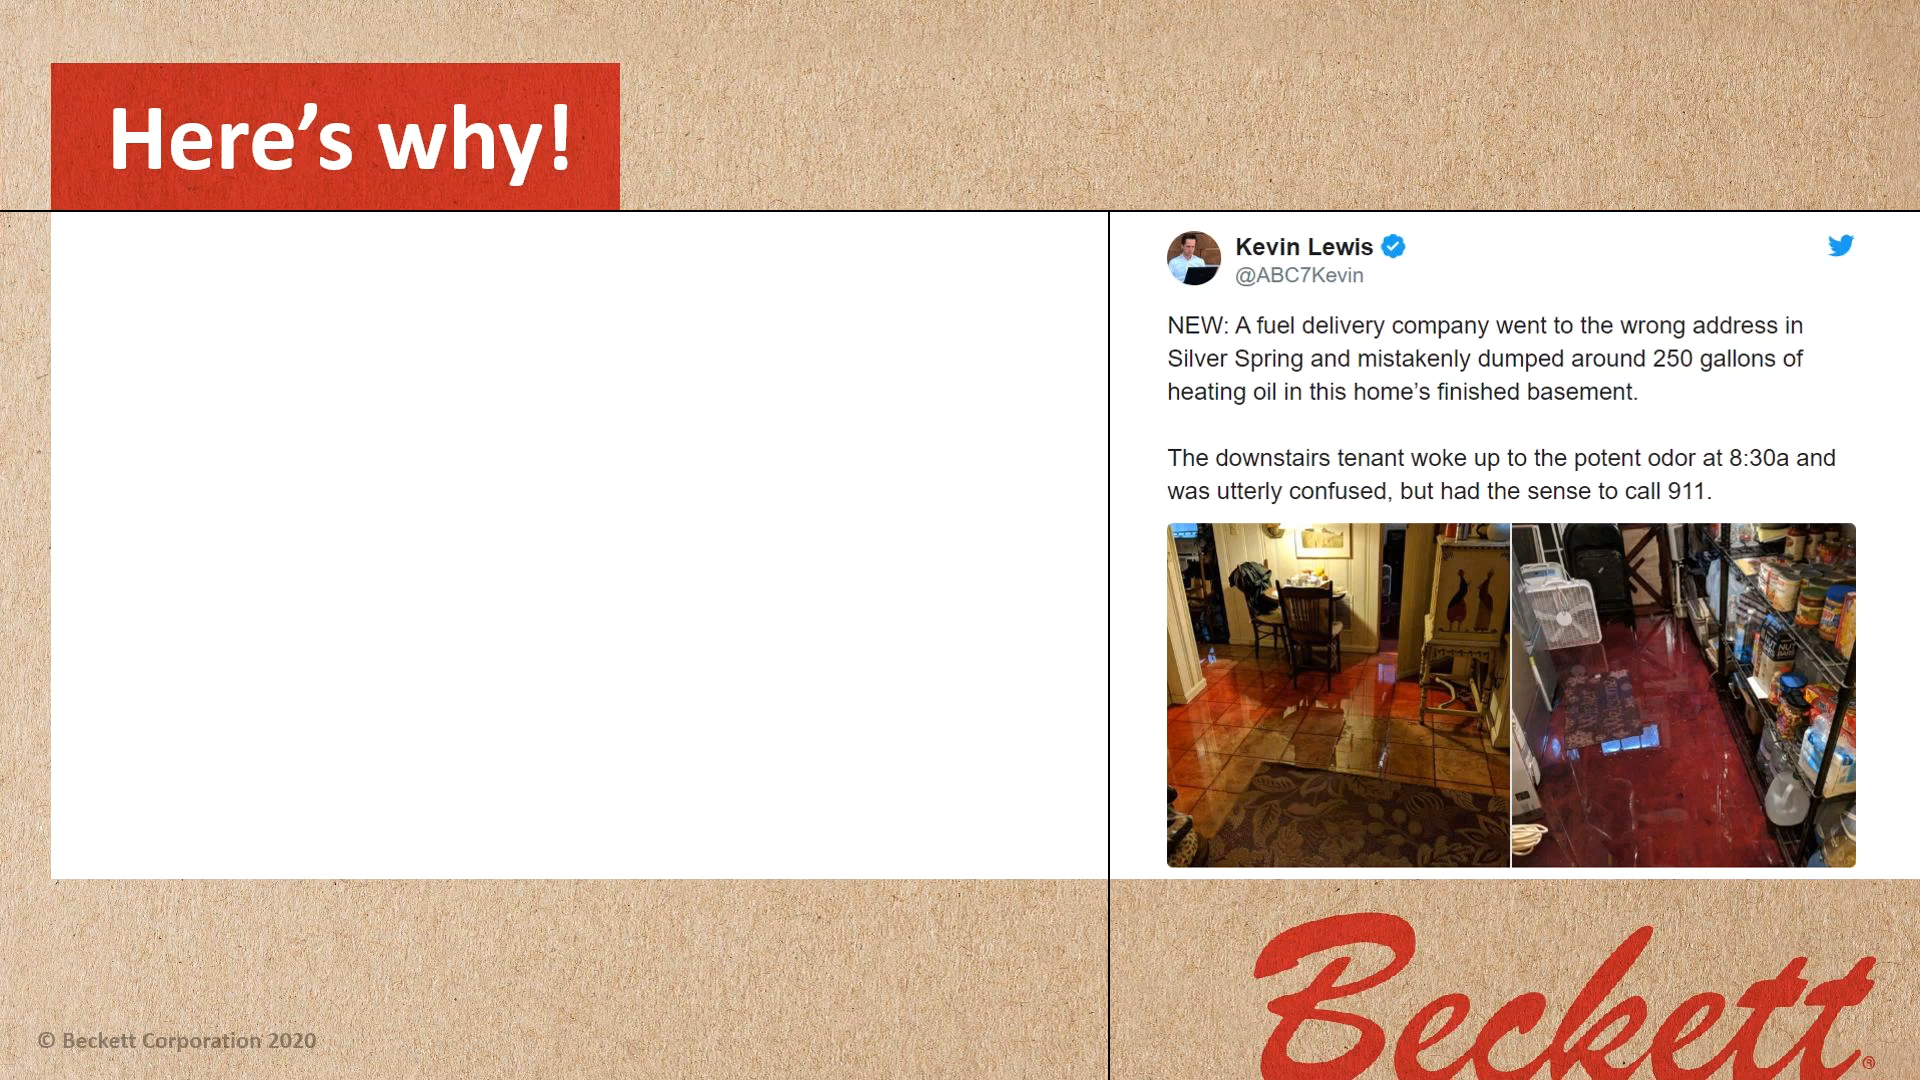 Here’s why!
Kevin Lewis
@ABC7Kevin
NEW: A fuel delivery company went to the wrong address in
Silver Spring and mistakenly dumped around 250 gallons of
heating oil in this home’s finished basement.
The downstairs tenant woke up to the potent odor at 8:30a and
was utterly confused, but had the sense to call 911.
NUT
BARS
© Beckett Corporation 2020
Beckett®